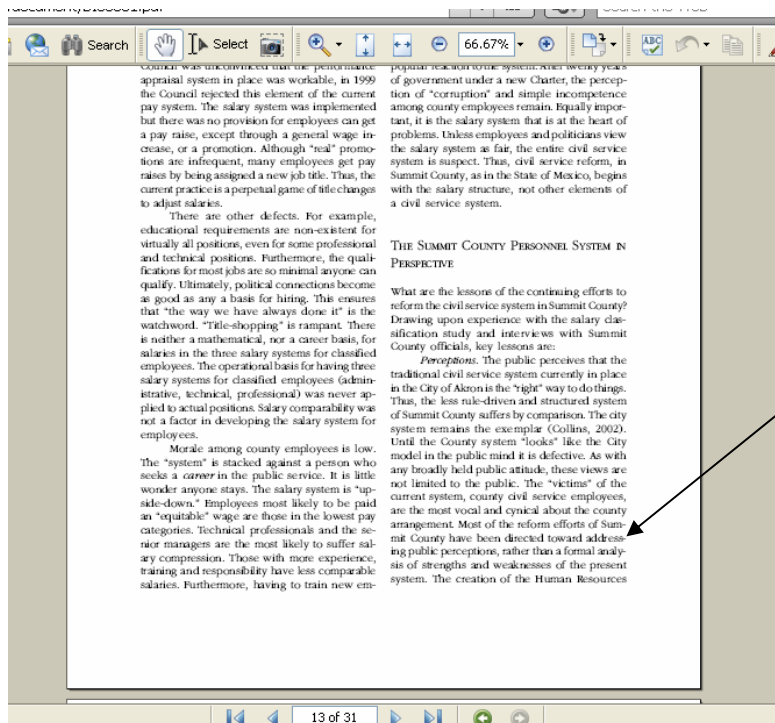 Search
Select
66.67%
ABC
Search the Web
Council was unconvinced that the performance
appraisal system in place was workable, in 1999
the Council rejected this element of the current
pay system. The salary system was implemented
but there was no provision for employees can get
a pay raise, except through a general wage in-
crease, or a promotion. Although "real" promo-
tions are infrequent, many employees get pay
raises by being assigned a new job title. Thus, the
current practice is a perpetual game of title changes
to adjust salaries.
There are other defects. For example,
educational requirements are non-existent for
virtually all positions, even for some professional
and technical positions. Furthermore, the quali-
fications for most jobs are so minimal anyone can
qualify. Ultimately, political connections become
as good as any a basis for hiring. This ensures
that "the way we have always done it" is the
watchword. "Title-shopping" is rampant. There
is neither a mathematical, nor a career basis, for
salaries in the three salary systems for classified
employees. The operational basis for having three
salary systems for classified employees (admin-
istrative, technical, professional) was never ap-
plied to actual positions. Salary comparability was
not a factor in developing the salary system for
employees.
Morale among county employees is low.
The "system" is stacked against a person who
seeks a career in the public service. It is little
wonder anyone stays. The salary system is "up-
side-down." Employees most likely to be paid
an "equitable" wage are those in the lowest pay
categories. Technical professionals and the se-
nior managers are the most likely to suffer sal-
ary compression. Those with more experience,
training and responsibility have less comparable
salaries. Furthermore, having to train new em-
popular reaction to the system. After twenty years
of government under a new Charter, the percep-
tion of "corruption" and simple incompetence
among county employees remain. Equally impor-
tant, it is the salary system that is at the heart of
problems. Unless employees and politicians view
the salary system as fair, the entire civil service
system is suspect. Thus, civil service reform, in
Summit County, as in the State of Mexico, begins
with the salary structure, not other elements of
a civil service system.
THE SUMMIT COUNTY PERSONNEL SYSTEM IN
PERSPECTIVE
What are the lessons of the continuing efforts to
reform the civil service system in Summit County?
Drawing upon experience with the salary clas-
sification study and interviews with Summit
County officials, key lessons are:
Perceptions. The public perceives that the
traditional civil service system currently in place
in the City of Akron is the "right" way to do things.
Thus, the less rule-driven and structured system
of Summit County suffers by comparison. The city
system remains the exemplar (Collins, 2002).
Until the County system "looks" like the City
model in the public mind it is defective. As with
any broadly held public attitude, these views are
not limited to the public. The "victims" of the
current system, county civil service employees,
are the most vocal and cynical about the county
arrangement. Most of the reform efforts of Sum-
mit County have been directed toward address-
ing public perceptions, rather than a formal analy-
sis of strengths and weaknesses of the present
system. The creation of the Human Resources
13 of 31